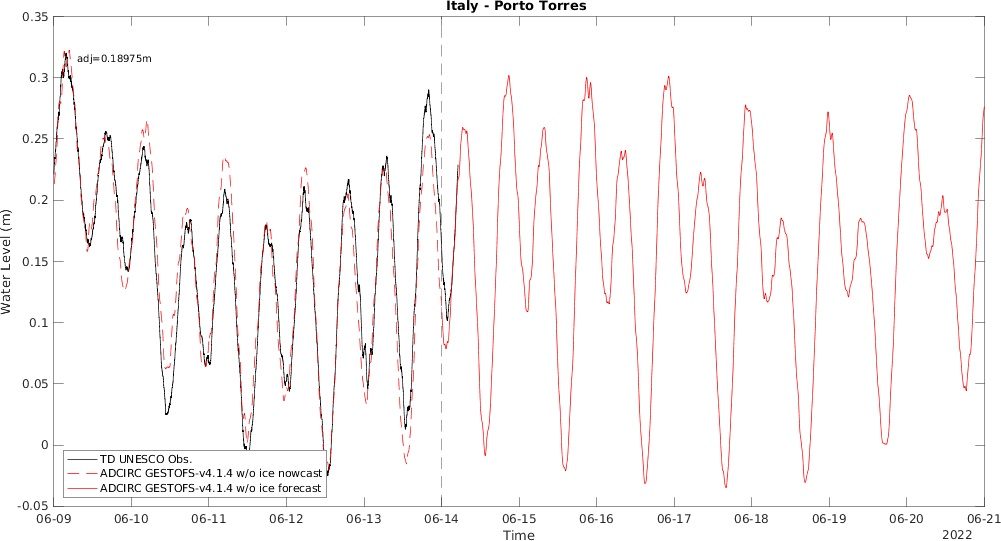 Italy - Porto Torres
0.35
0.3
0.25
0.2
0.15
0.1
0.05
0
-0.05
Water Level (m)
adj=0.18975m
TD UNESCO Obs.
ADCIRC GESTOFS-v4.1.4 w/o ice nowcast
ADCIRC GESTOFS-v4.1.4 w/o ice forecast
06-09 06-10 06-11 06-12 06-13 06-14 06-15 06-16 06-17 06-18 06-19 06-20 06-21
Time
2022